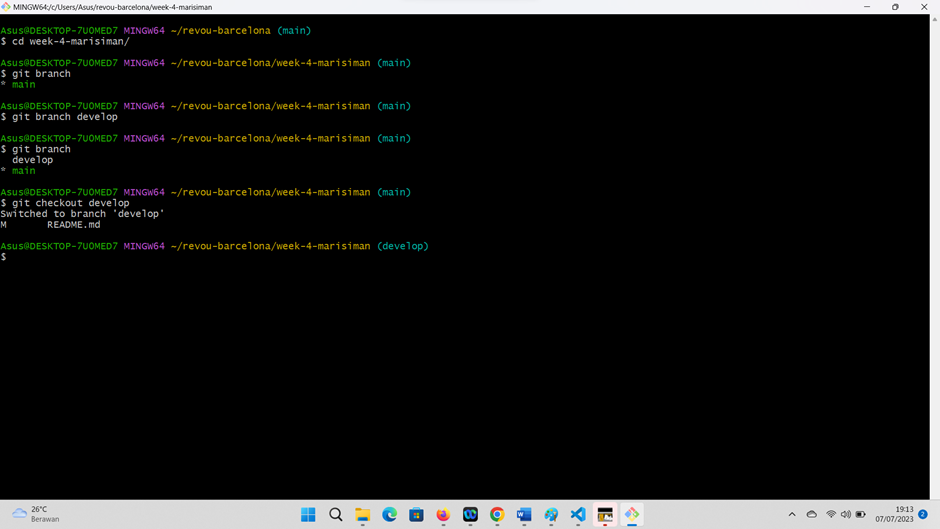 MINGW64:/c/Users/Asus/revou-barcelona/week-4-marisiman
Asus@DESKTOP-7UOMED7 MINGW64 ~/revou-barcelona (main)
$ cd week-4-marisiman/
Asus@DESKTOP-7UOMED7 MINGW64 ~/revou-barcelona/week-4-marisiman (main)
$ git branch
* main
Asus@DESKTOP-7UOMED7 MINGW64 ~/revou-barcelona/week-4-marisiman (main)
$ git branch develop
Asus@DESKTOP-7UOMED7 MINGW64 ~/revou-barcelona/week-4-marisiman (main)
$ git branch
develop
* main
Asus@DESKTOP-7UOMED7 MINGW64 ~/revou-barcelona/week-4-marisiman (main)
$ git checkout develop
Switched to branch 'develop'
M       README.md
Asus@DESKTOP-7UOMED7 MINGW64 ~/revou-barcelona/week-4-marisiman (develop)
$
26°C
Berawan
19:13
07/07/2023
2